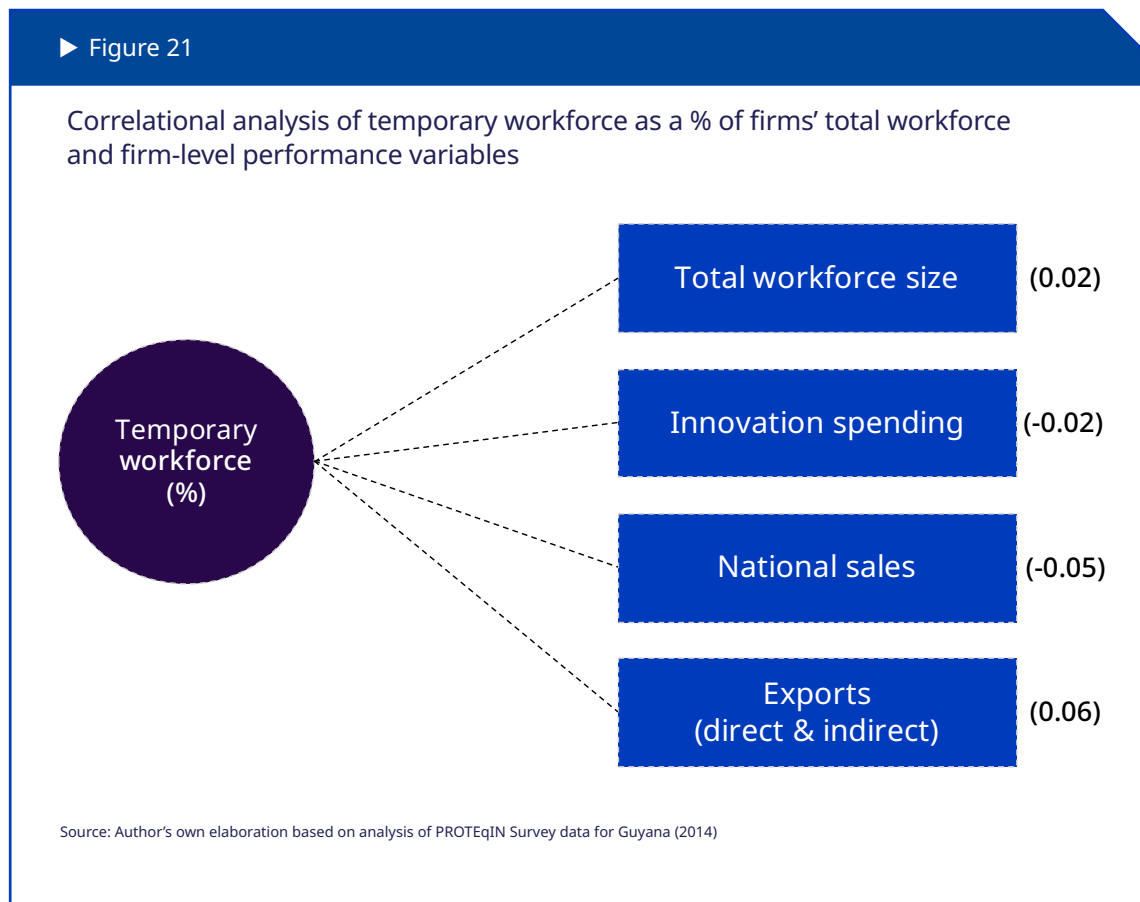 ▶ Figure 21
Correlational analysis of temporary workforce as a % of firms’ total workforce
and firm-level performance variables
Temporary
workforce
(%)
Total workforce size
(0.02)
Innovation spending
(-0.02)
National sales
(-0.05)
Exports
(direct & indirect)
(0.06)
Source: Author’s own elaboration based on analysis of PROTEqIN Survey data for Guyana (2014)